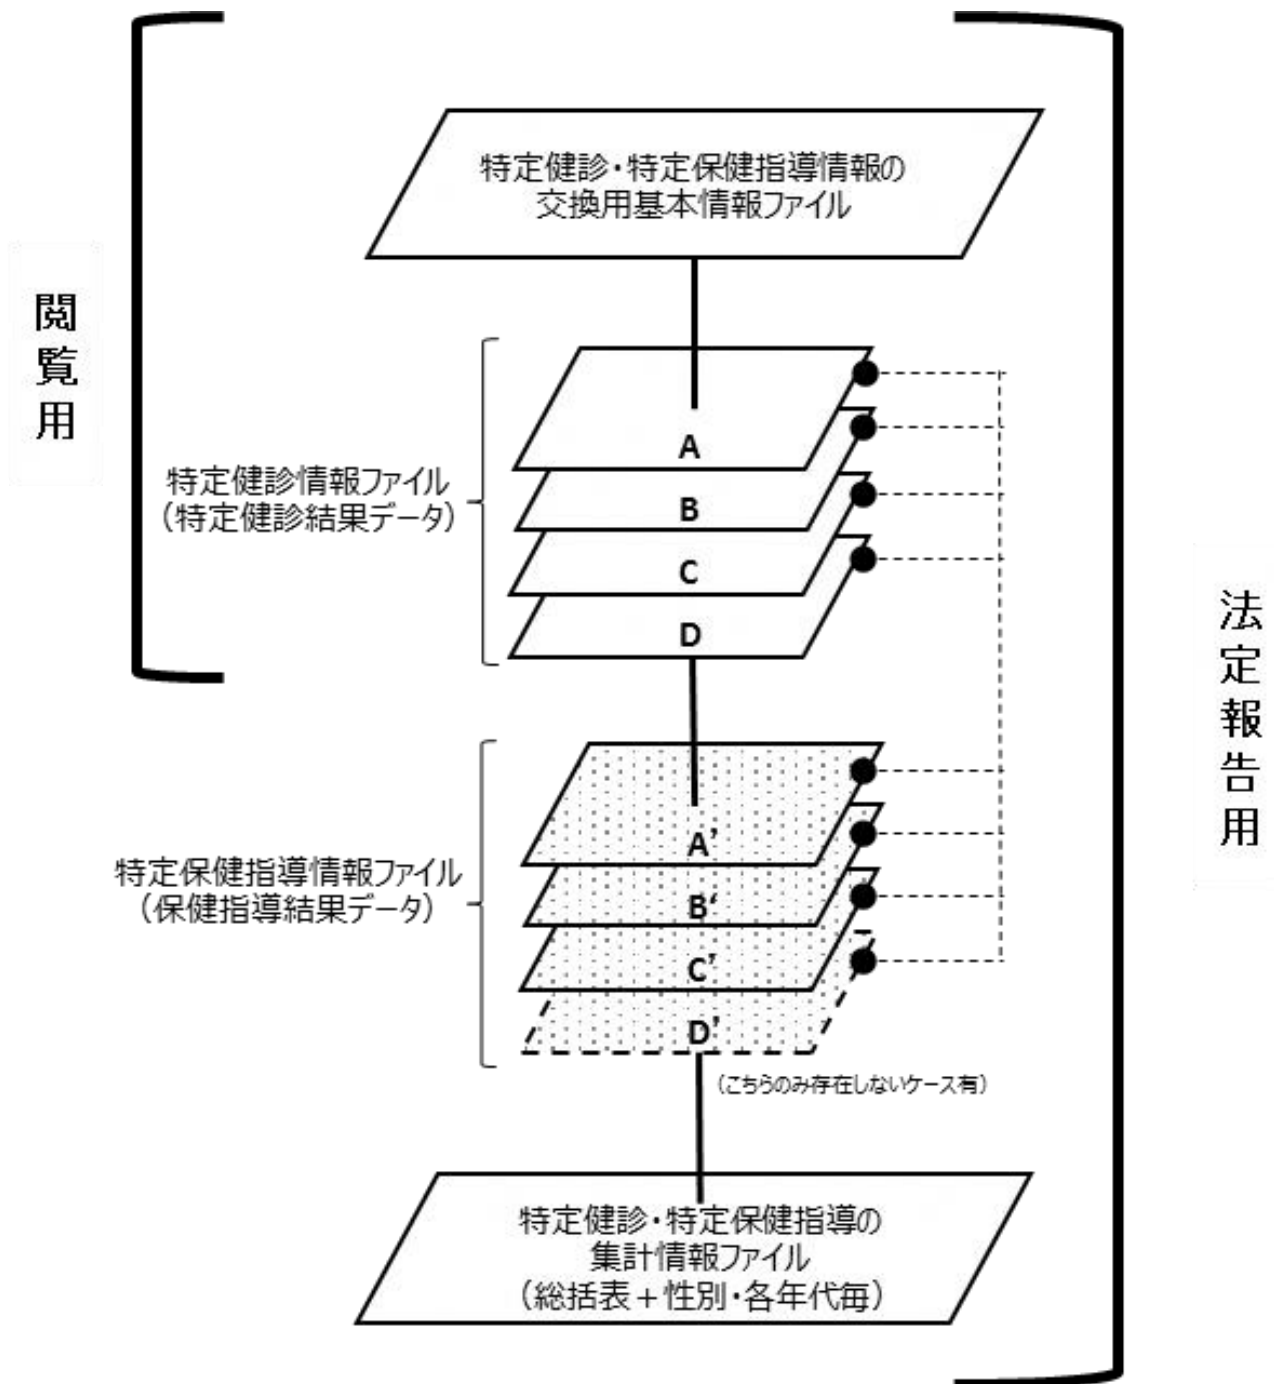 特定健診・特定保健指導情報の
交換用基本情報ファイル
閲覧用
特定健診情報ファイル
（特定健診結果データ）
A
B
C
D
法定報告用
特定保健指導情報ファイル
（保健指導結果データ）
A’
B‘
C’
D’
（こちらのみ存在しないケース有）
特定健診・特定保健指導の
集計情報ファイル
（総括表＋性別・各年代毎）